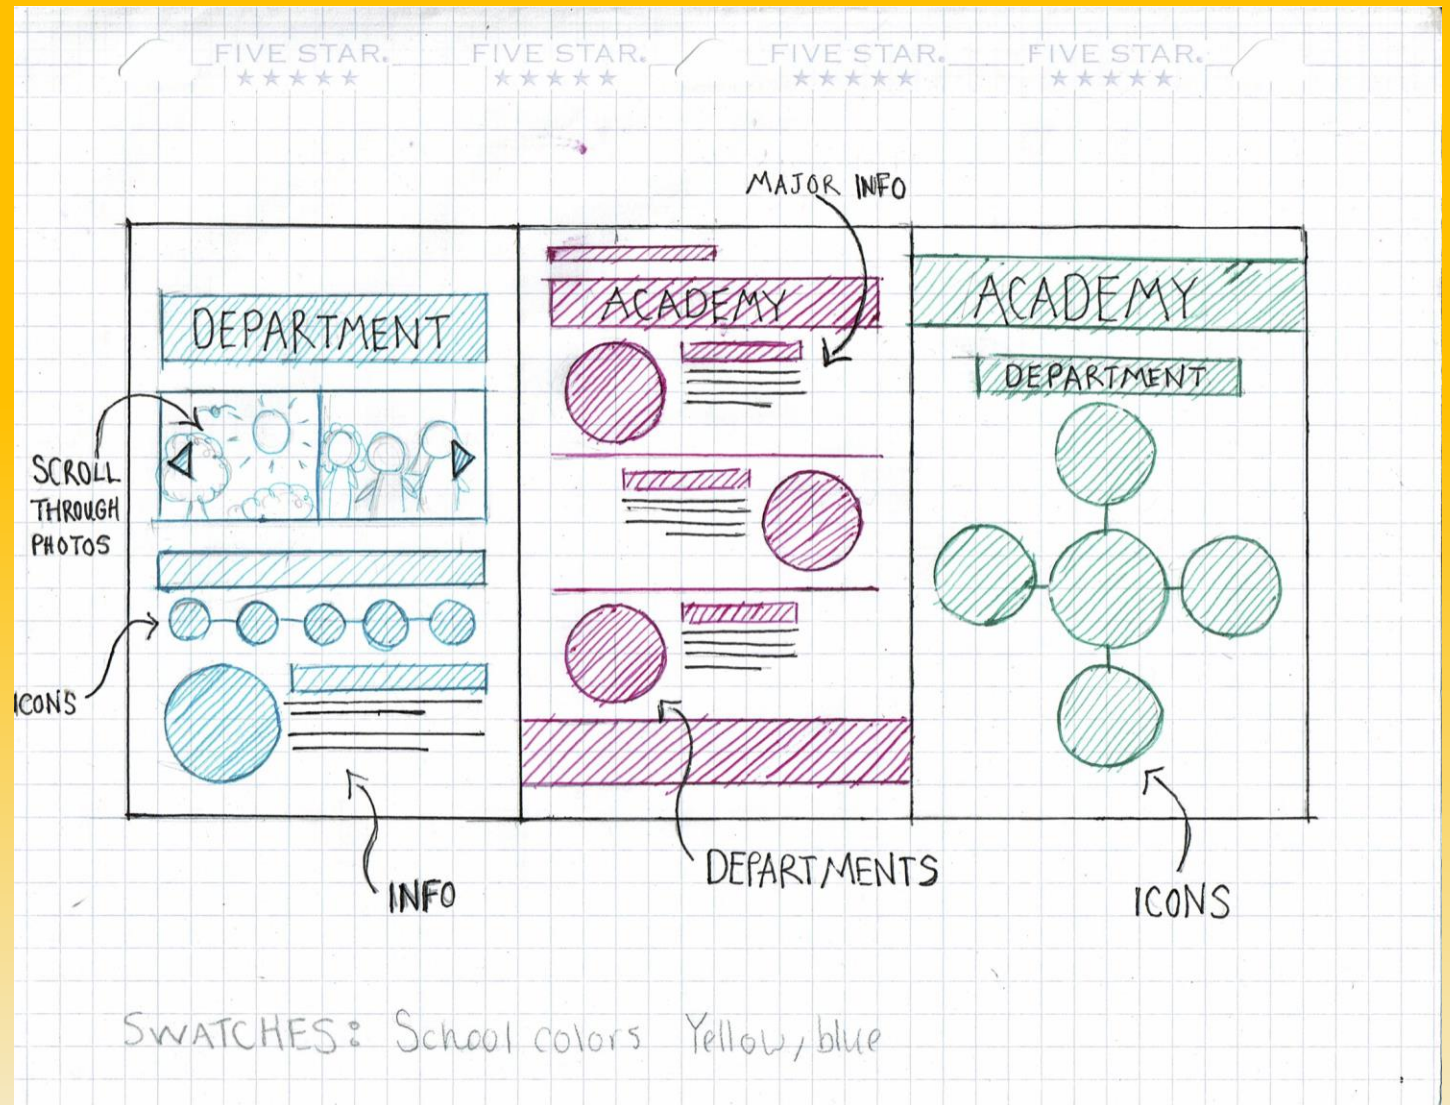 FIVE STAR. FIVE STAR. FIVE STAR. FIVE STAR.
MAJOR INFO
DEPARTMENT
ACADEMY
ACADEMY
DEPARTMENT
SCROLL
THROUGH
PHOTOS
ICONS
INFO
DEPARTMENTS
ICONS
SWATCHES: School colors Yellow, blue